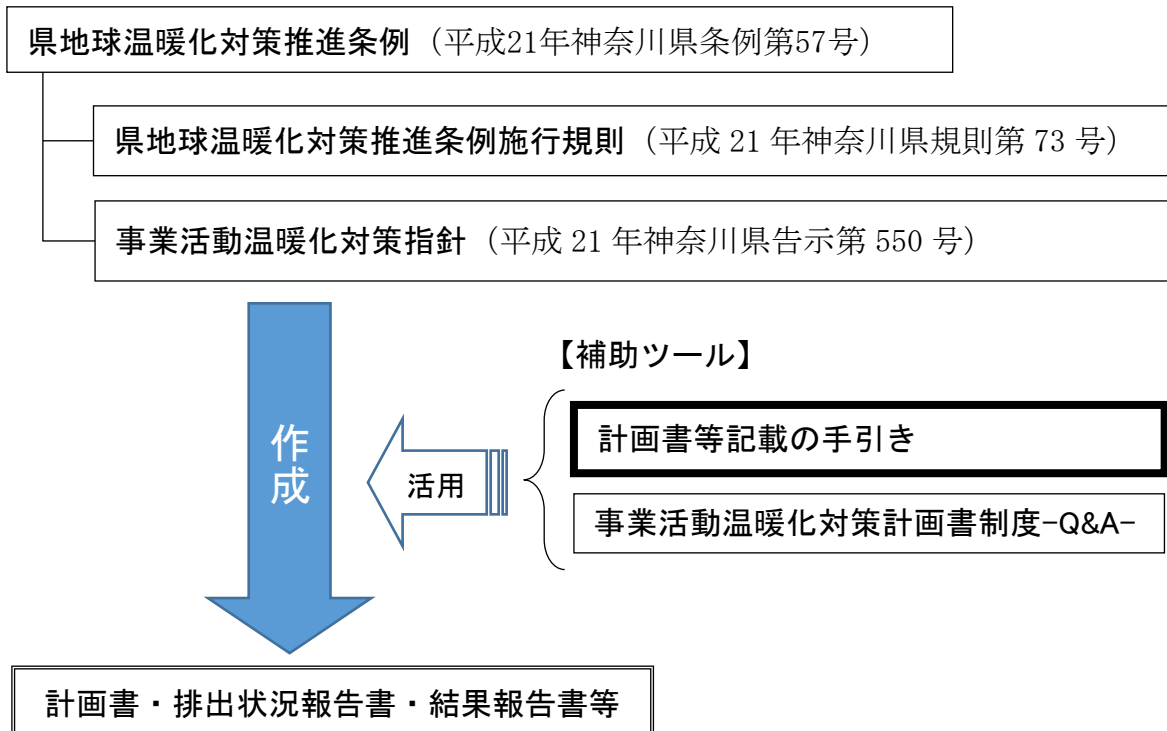 県地球温暖化対策推進条例（平成21年神奈川県条例第57号）
県地球温暖化対策推進条例施行規則（平成 21 年神奈川県規則第 73 号）
事業活動温暖化対策指針（平成 21 年神奈川県告示第 550 号）
【補助ツール】
計画書等記載の手引き
作成
活用
事業活動温暖化対策計画書制度-Q&A-
計画書・排出状況報告書・結果報告書等